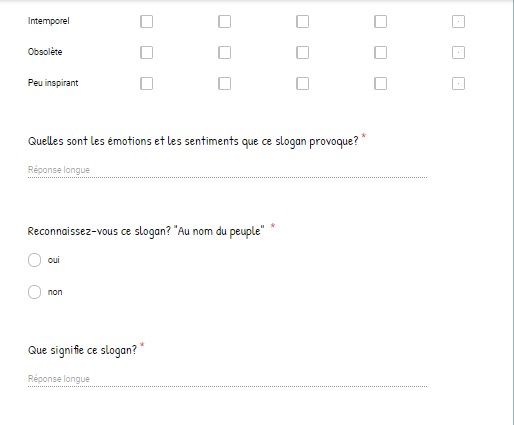 Intemporel
Obsolète
Peu inspirant
Quelles sont les émotions et les sentiments que ce slogan provoque? *
Réponse longue
Reconnaissez-vous ce slogan? "Au nom du peuple" *
oui
non
Que signifie ce slogan? *
Réponse longue